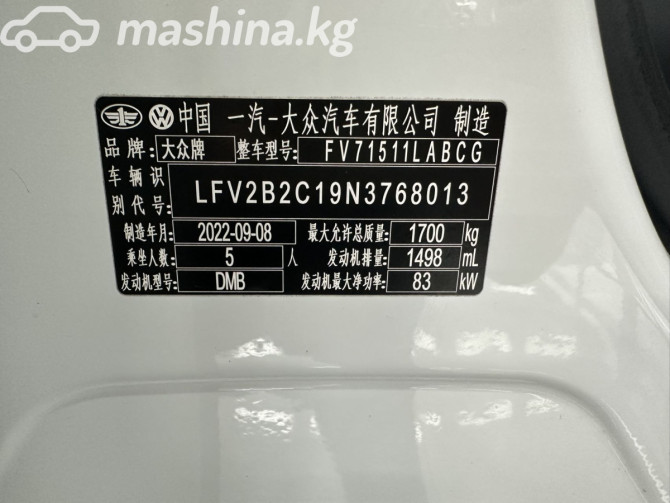 mashina.kg
中国 一汽-大众汽车有限公司 制造
品牌: 大众牌 整车型号: FV71511LABCG
车辆识别代号: LFV2B2C19N3768013
制造年月: 2022-09-08 最大允许总质量: 1700 kg
乘坐人数: 5 人 发动机排量: 1498 mL
发动机型号: DMB 发动机最大净功率: 83 kW